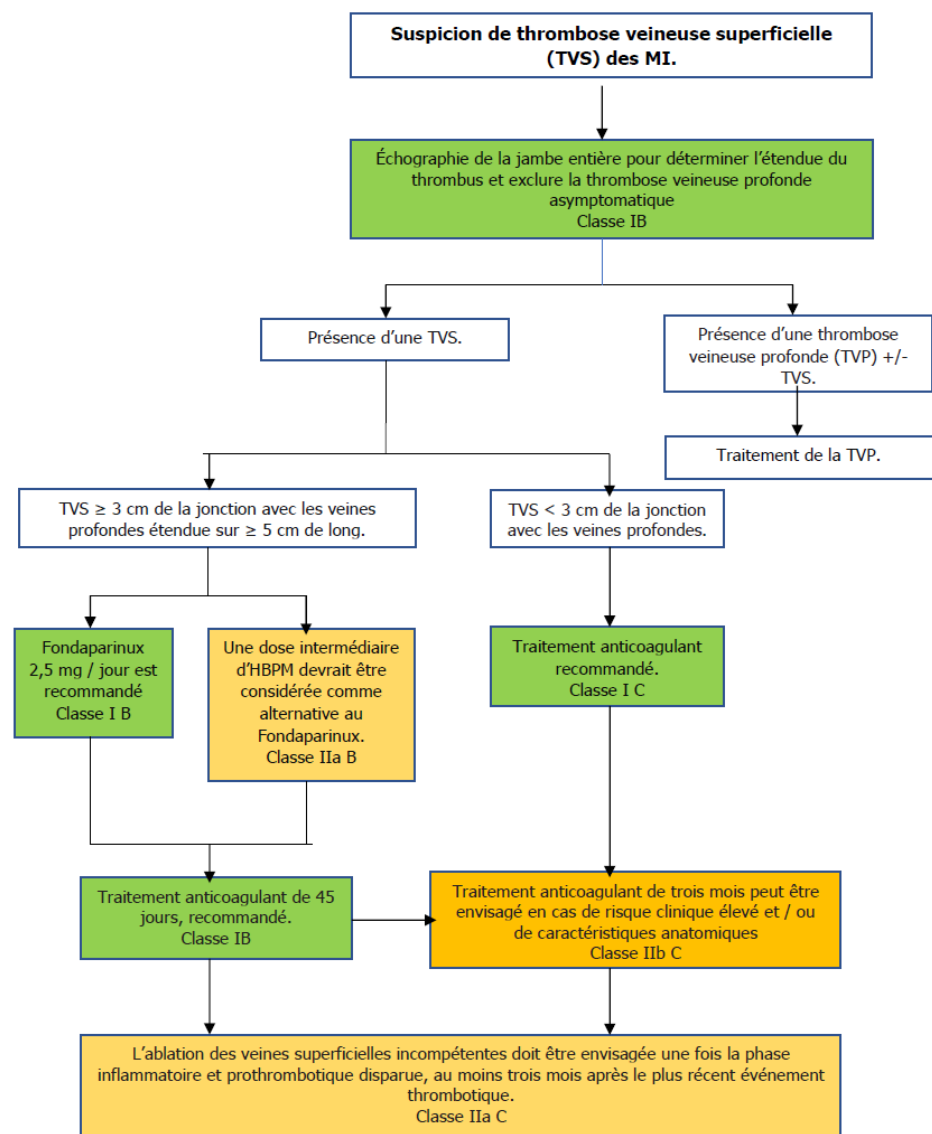 Suspicion de thrombose veineuse superficielle
(TVS) des MI.
Échographie de la jambe entière pour déterminer l'étendue du
thrombus et exclure la thrombose veineuse profonde
asymptomatique
Classe IB
Présence d'une TVS.
Présence d'une thrombose
veineuse profonde (TVP) +/-
TVS.
Traitement de la TVP.
TVS ≥ 3 cm de la jonction avec les veines
profondes étendue sur ≥ 5 cm de long.
TVS < 3 cm de la jonction
avec les veines profondes.
Fondaparinux
2,5 mg / jour est
recommandé
Classe I B
Une dose intermédiaire
d'HBPM devrait être
considérée comme
alternative au
Fondaparinux.
Classe IIa B
Traitement anticoagulant
recommandé.
Classe I C
Traitement anticoagulant de 45
jours, recommandé.
Classe IB
Traitement anticoagulant de trois mois peut être
envisagé en cas de risque clinique élevé et / ou
de caractéristiques anatomiques
Classe IIb C
L'ablation des veines superficielles incompétentes doit être envisagée une fois la phase
inflammatoire et prothrombotique disparue, au moins trois mois après le plus récent événement
thrombotique.
Classe IIa C